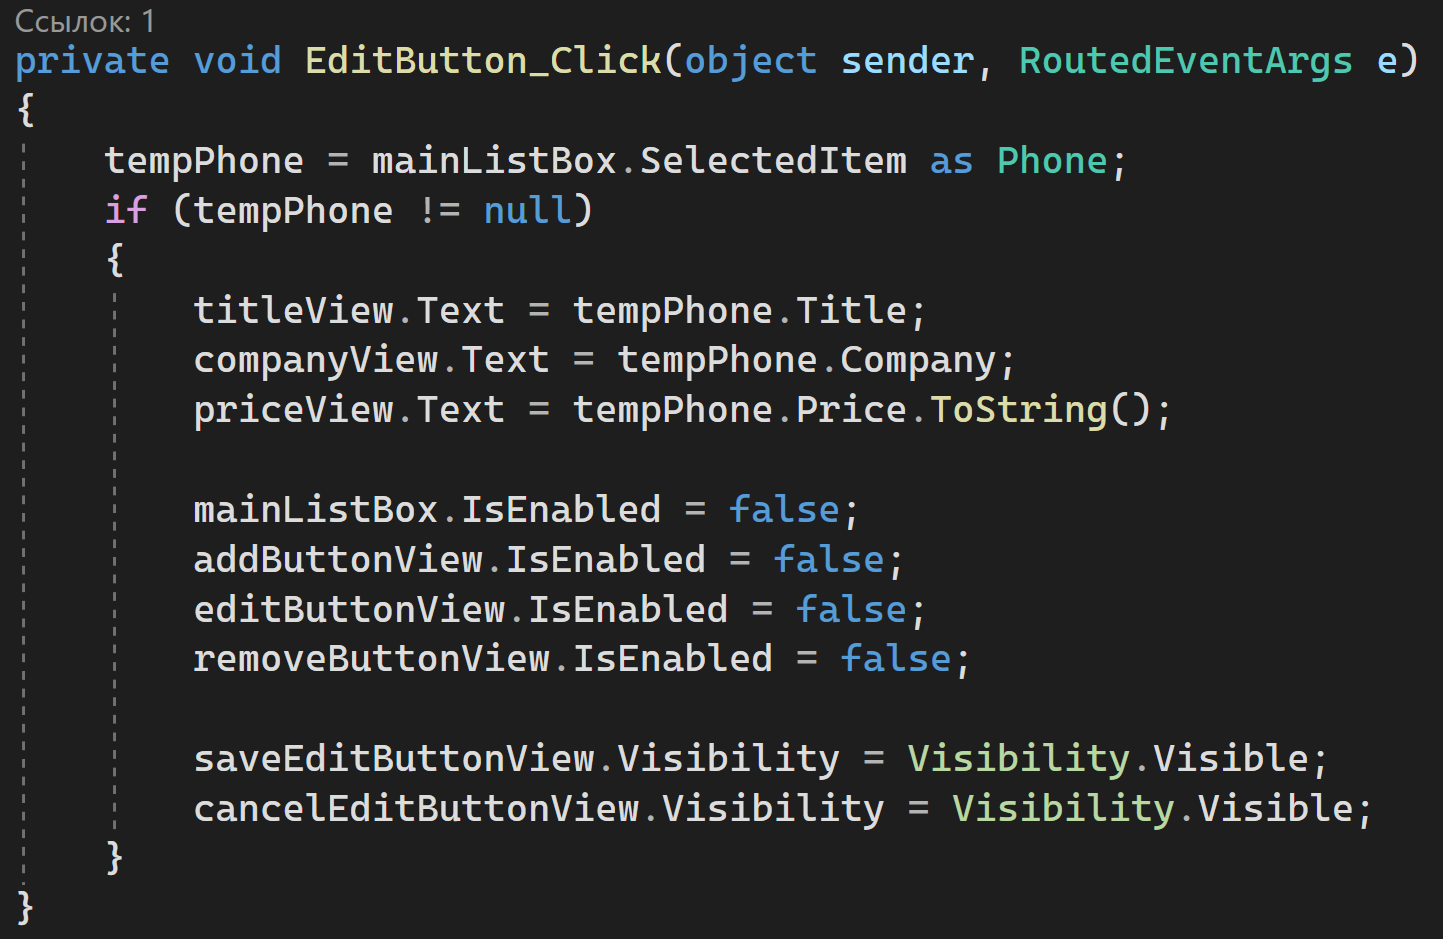 Ссылок: 1
private void EditButton_Click(object sender, RoutedEventArgs e)
{
    tempPhone = mainListBox.SelectedItem as Phone;
    if (tempPhone != null)
    {
        titleView.Text = tempPhone.Title;
        companyView.Text = tempPhone.Company;
        priceView.Text = tempPhone.Price.ToString();

        mainListBox.IsEnabled = false;
        addButtonView.IsEnabled = false;
        editButtonView.IsEnabled = false;
        removeButtonView.IsEnabled = false;

        saveEditButtonView.Visibility = Visibility.Visible;
        cancelEditButtonView.Visibility = Visibility.Visible;
    }
}